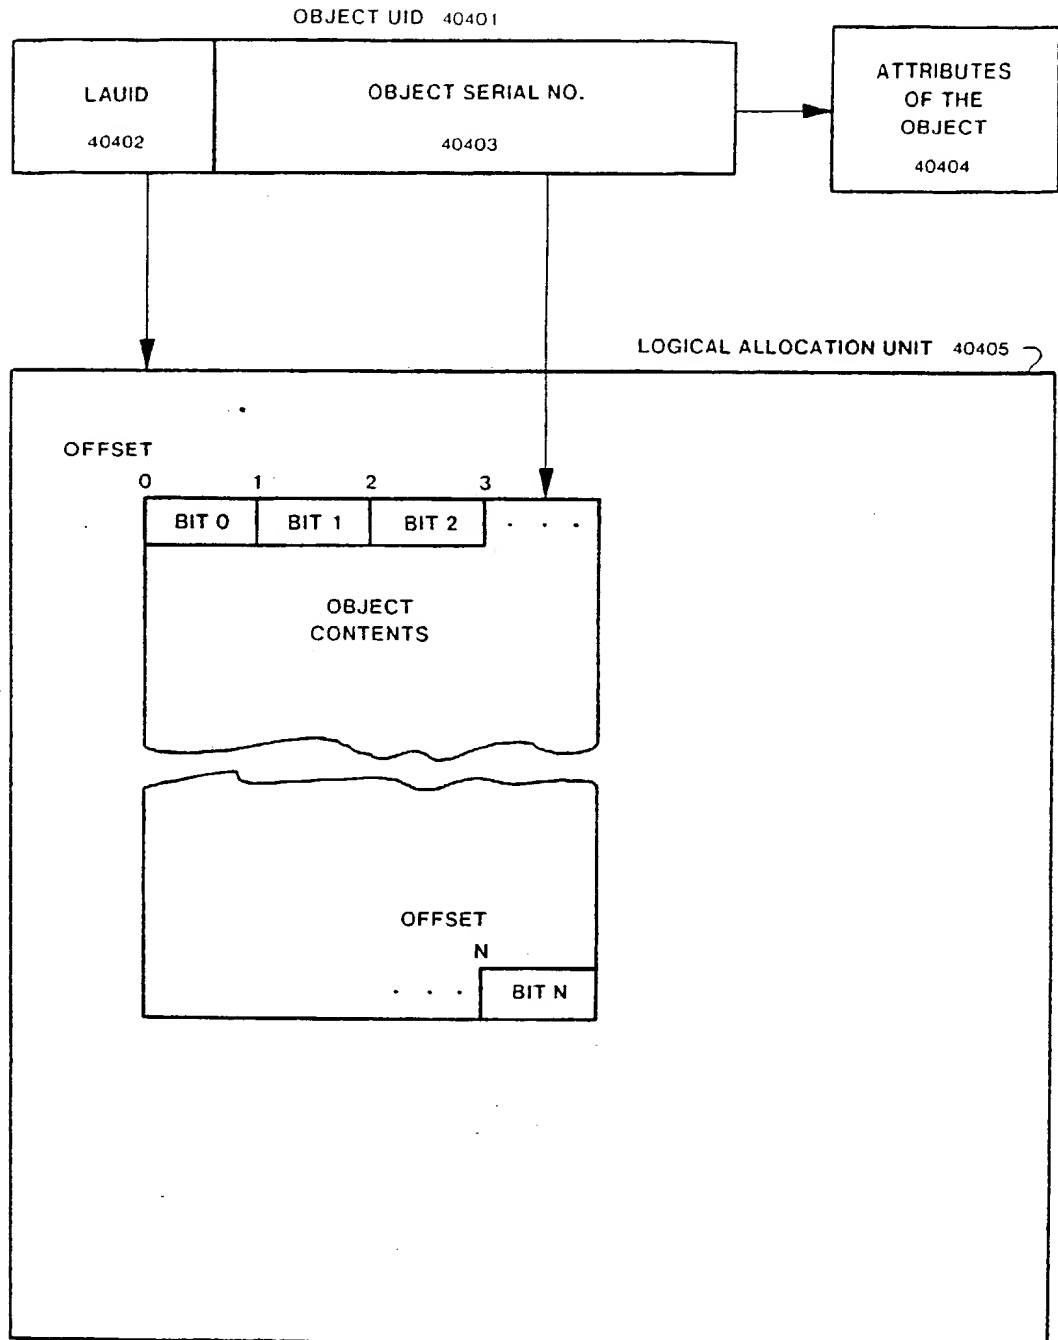 OBJECT UID 40401
LAUID
40402
OBJECT SERIAL NO.
40403
ATTRIBUTES
OF THE
OBJECT
40404
LOGICAL ALLOCATION UNIT 40405
OFFSET
0 1 2 3
BIT 0 BIT 1 BIT 2 . . .
OBJECT
CONTENTS
OFFSET
N
. . . BIT N